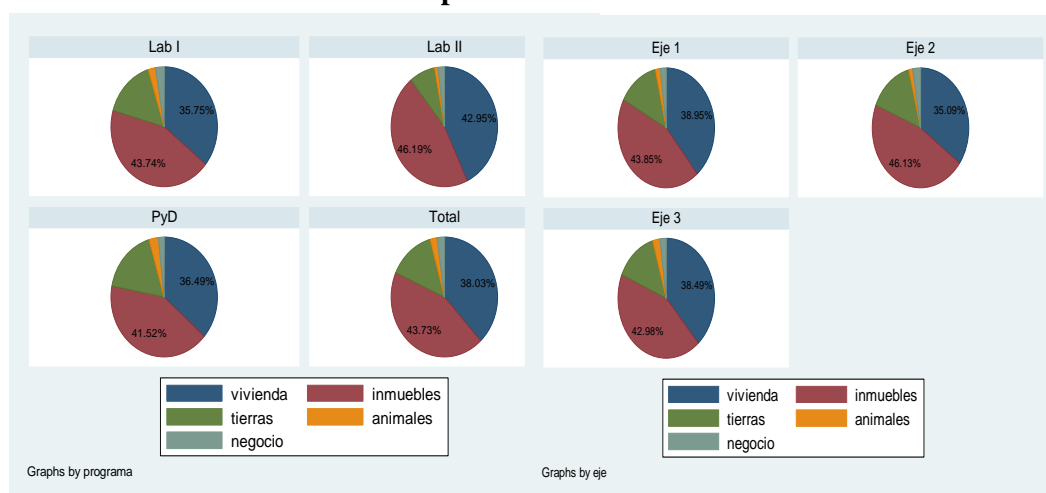 Lab I
Lab II
35.75%
43.74%
42.95%
46.19%
PyD
Total
36.49%
41.52%
38.03%
43.73%
vivienda
inmuebles
tierras
animales
negocio
Graphs by programa
Eje 1
Eje 2
38.95%
43.85%
35.09%
46.13%
Eje 3
38.49%
42.98%
vivienda
inmuebles
tierras
animales
negocio
Graphs by eje